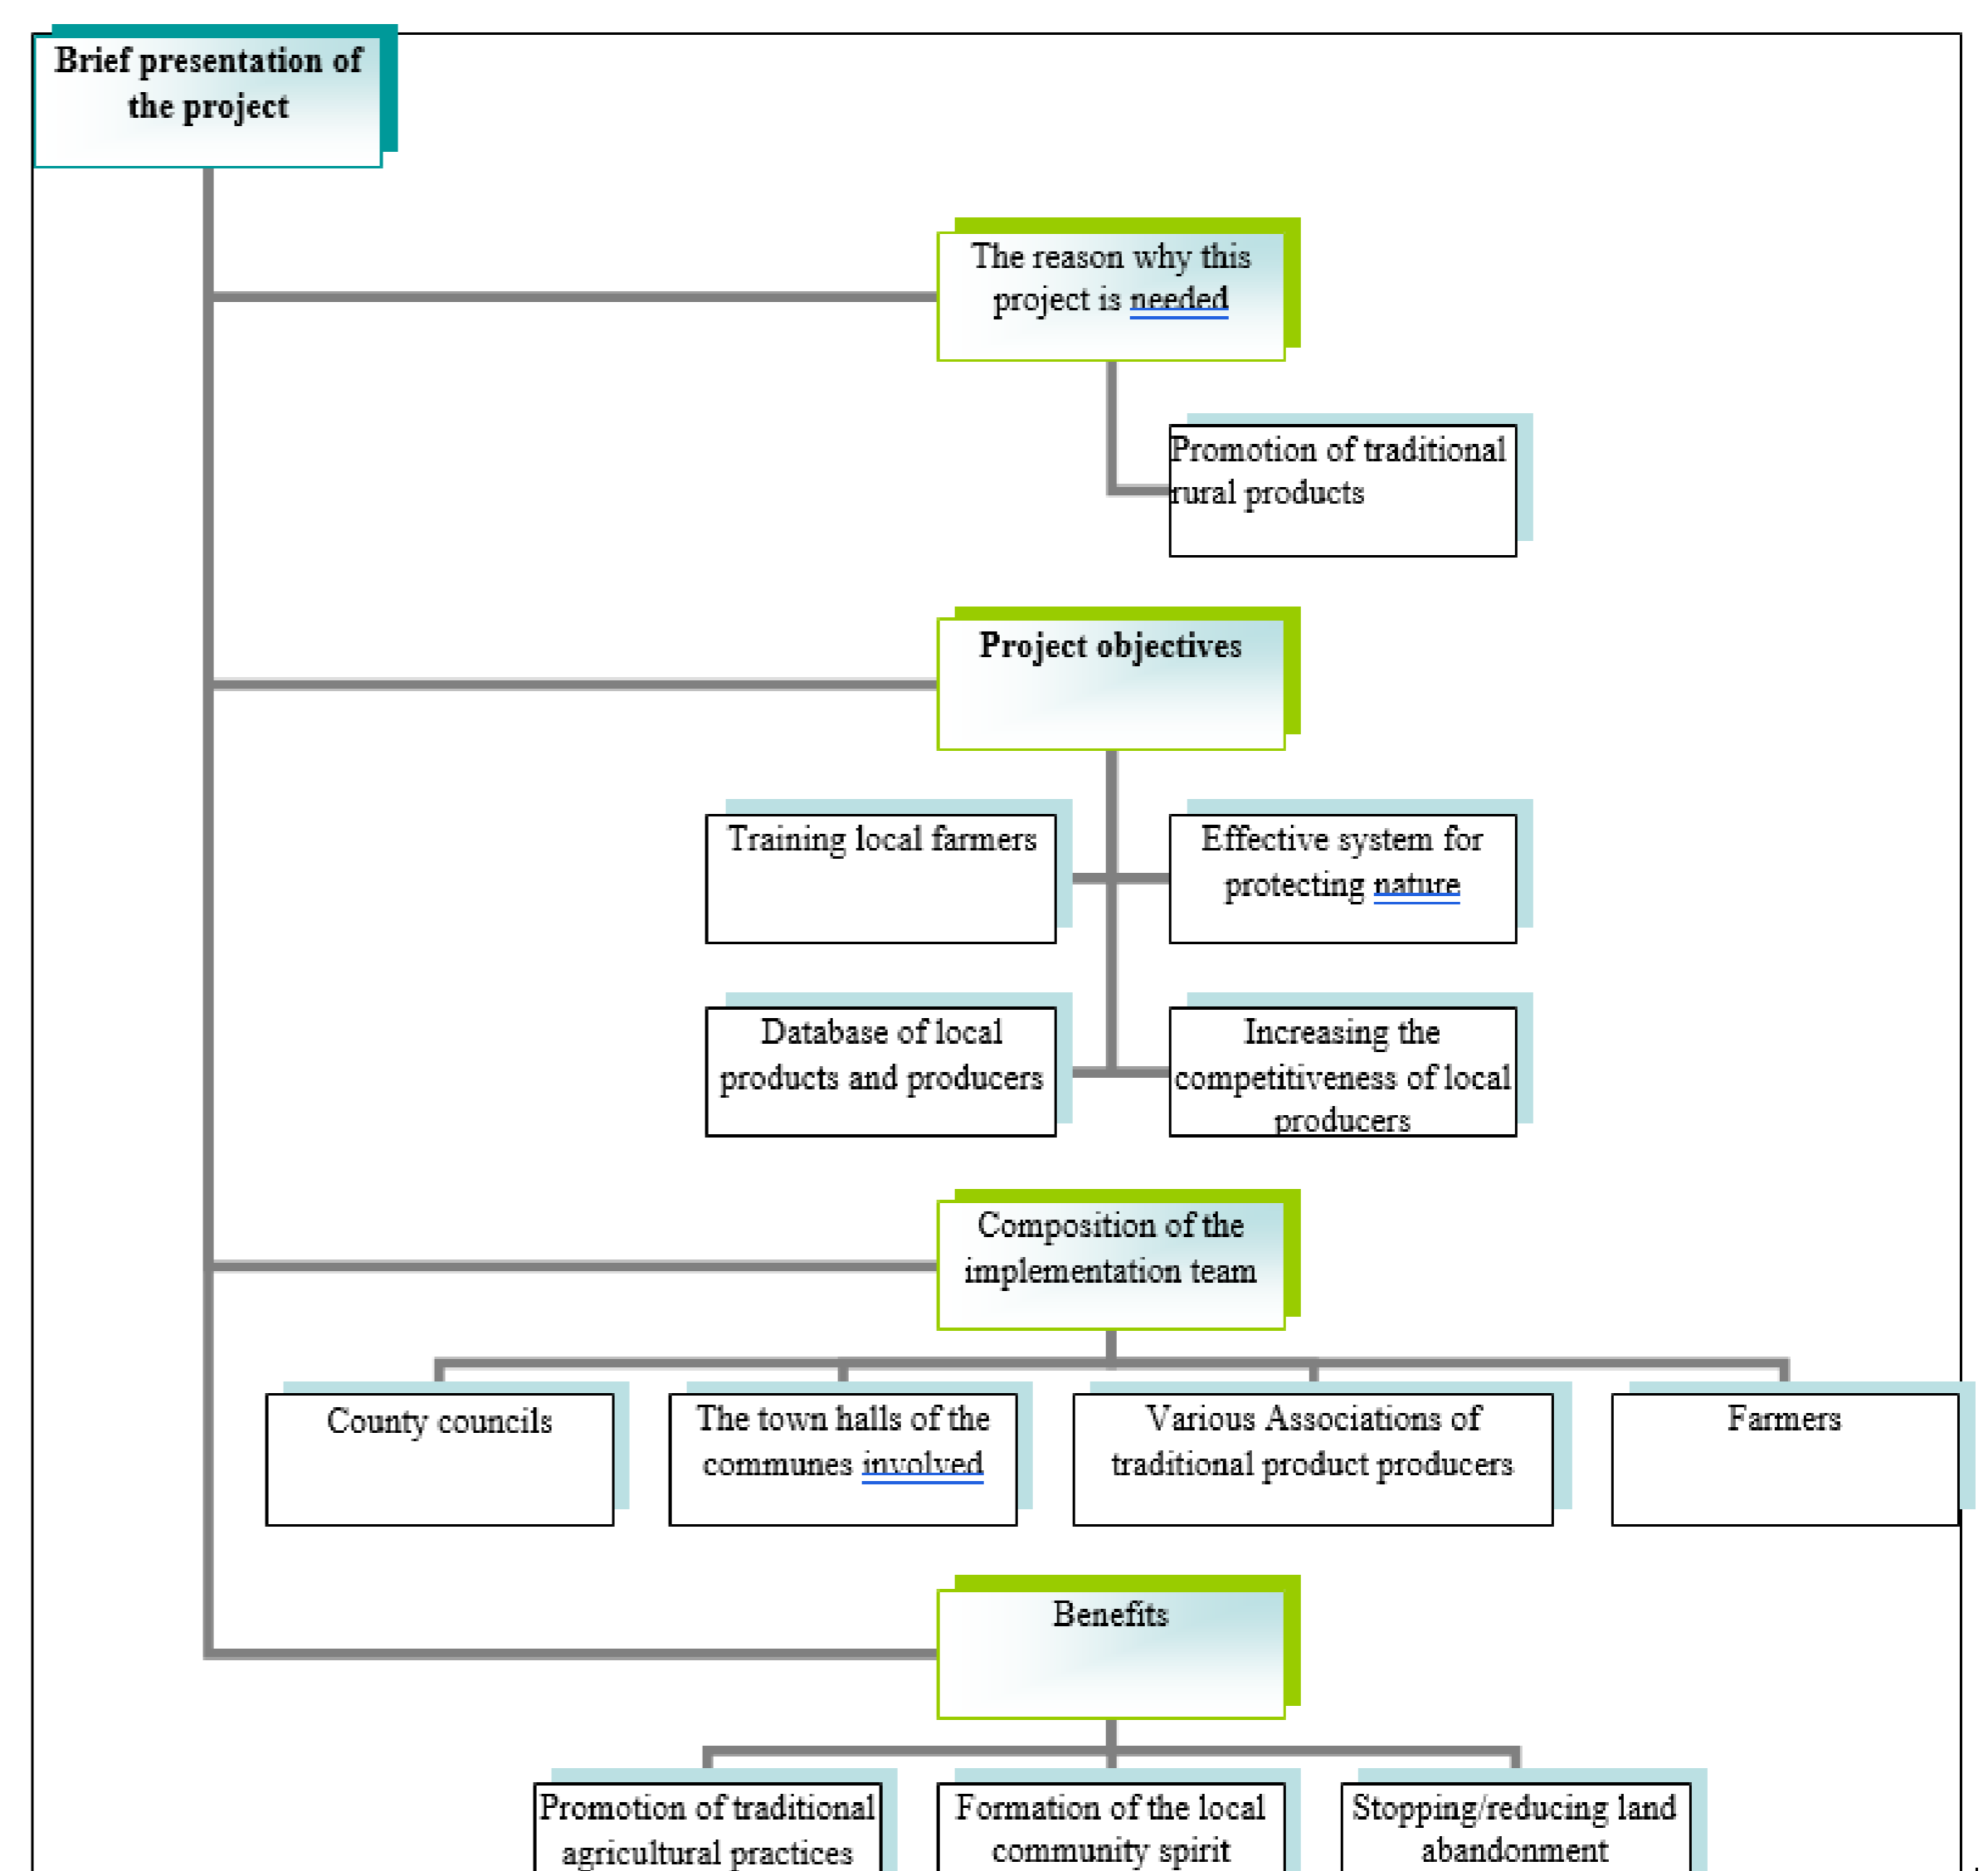 Brief presentation of
the project
The reason why this
project is needed
Promotion of traditional
rural products
Project objectives
Training local farmers
Effective system for
protecting nature
Database of local
products and producers
Increasing the
competitiveness of local
producers
Composition of the
implementation team
County councils
The town halls of the
communes involved
Various Associations of
traditional product producers
Farmers
Benefits
Promotion of traditional
agricultural practices
Formation of the local
community spirit
Stopping/reducing land
abandonment